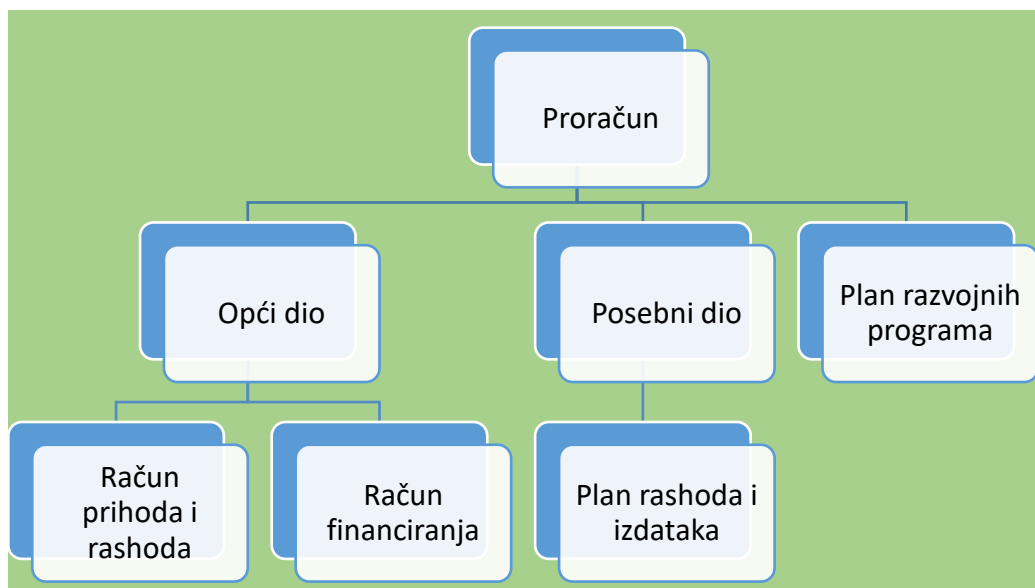 Proračun
Opći dio
Posebni dio
Plan razvojnih
programa
Račun
prihoda i
rashoda
Račun
financiranja
Plan rashoda i
izdataka